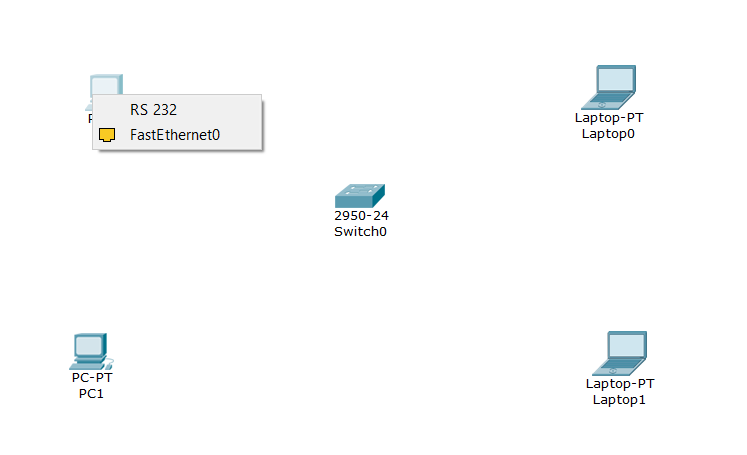 RS 232
FastEthernet0
Laptop-PT
Laptop0
2950-24
Switch0
PC-PT
PC1
Laptop-PT
Laptop1